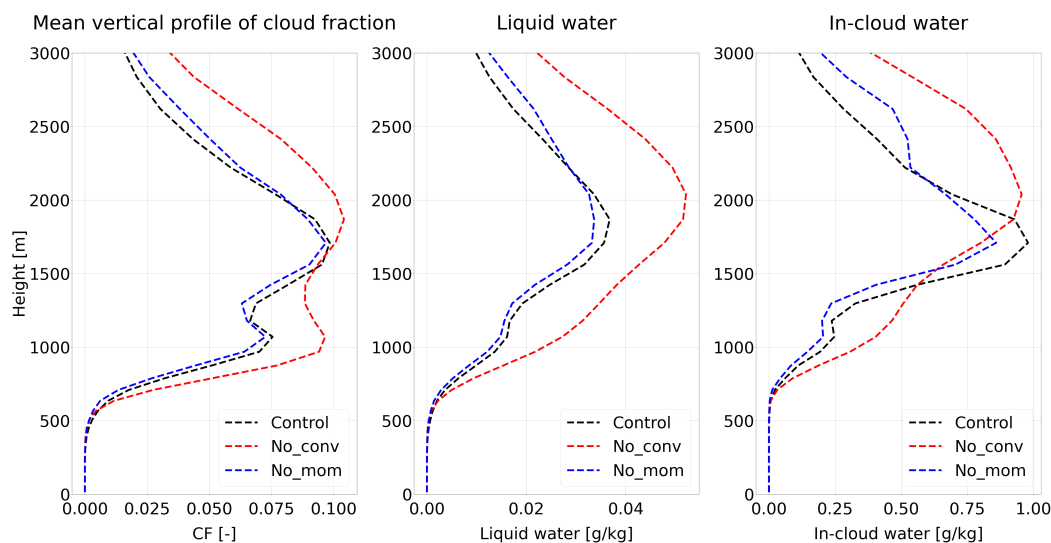 Mean vertical profile of cloud fraction
Liquid water
In-cloud water
Height [m]
3000
2500
2000
1500
1000
500
0
0.000 0.025 0.050 0.075 0.100
CF [-]
Control
No_conv
No_mom
3000
2500
2000
1500
1000
500
0
0.00 0.02 0.04
Liquid water [g/kg]
Control
No_conv
No_mom
3000
2500
2000
1500
1000
500
0
0.00 0.25 0.50 0.75 1.00
In-cloud water [g/kg]
Control
No_conv
No_mom